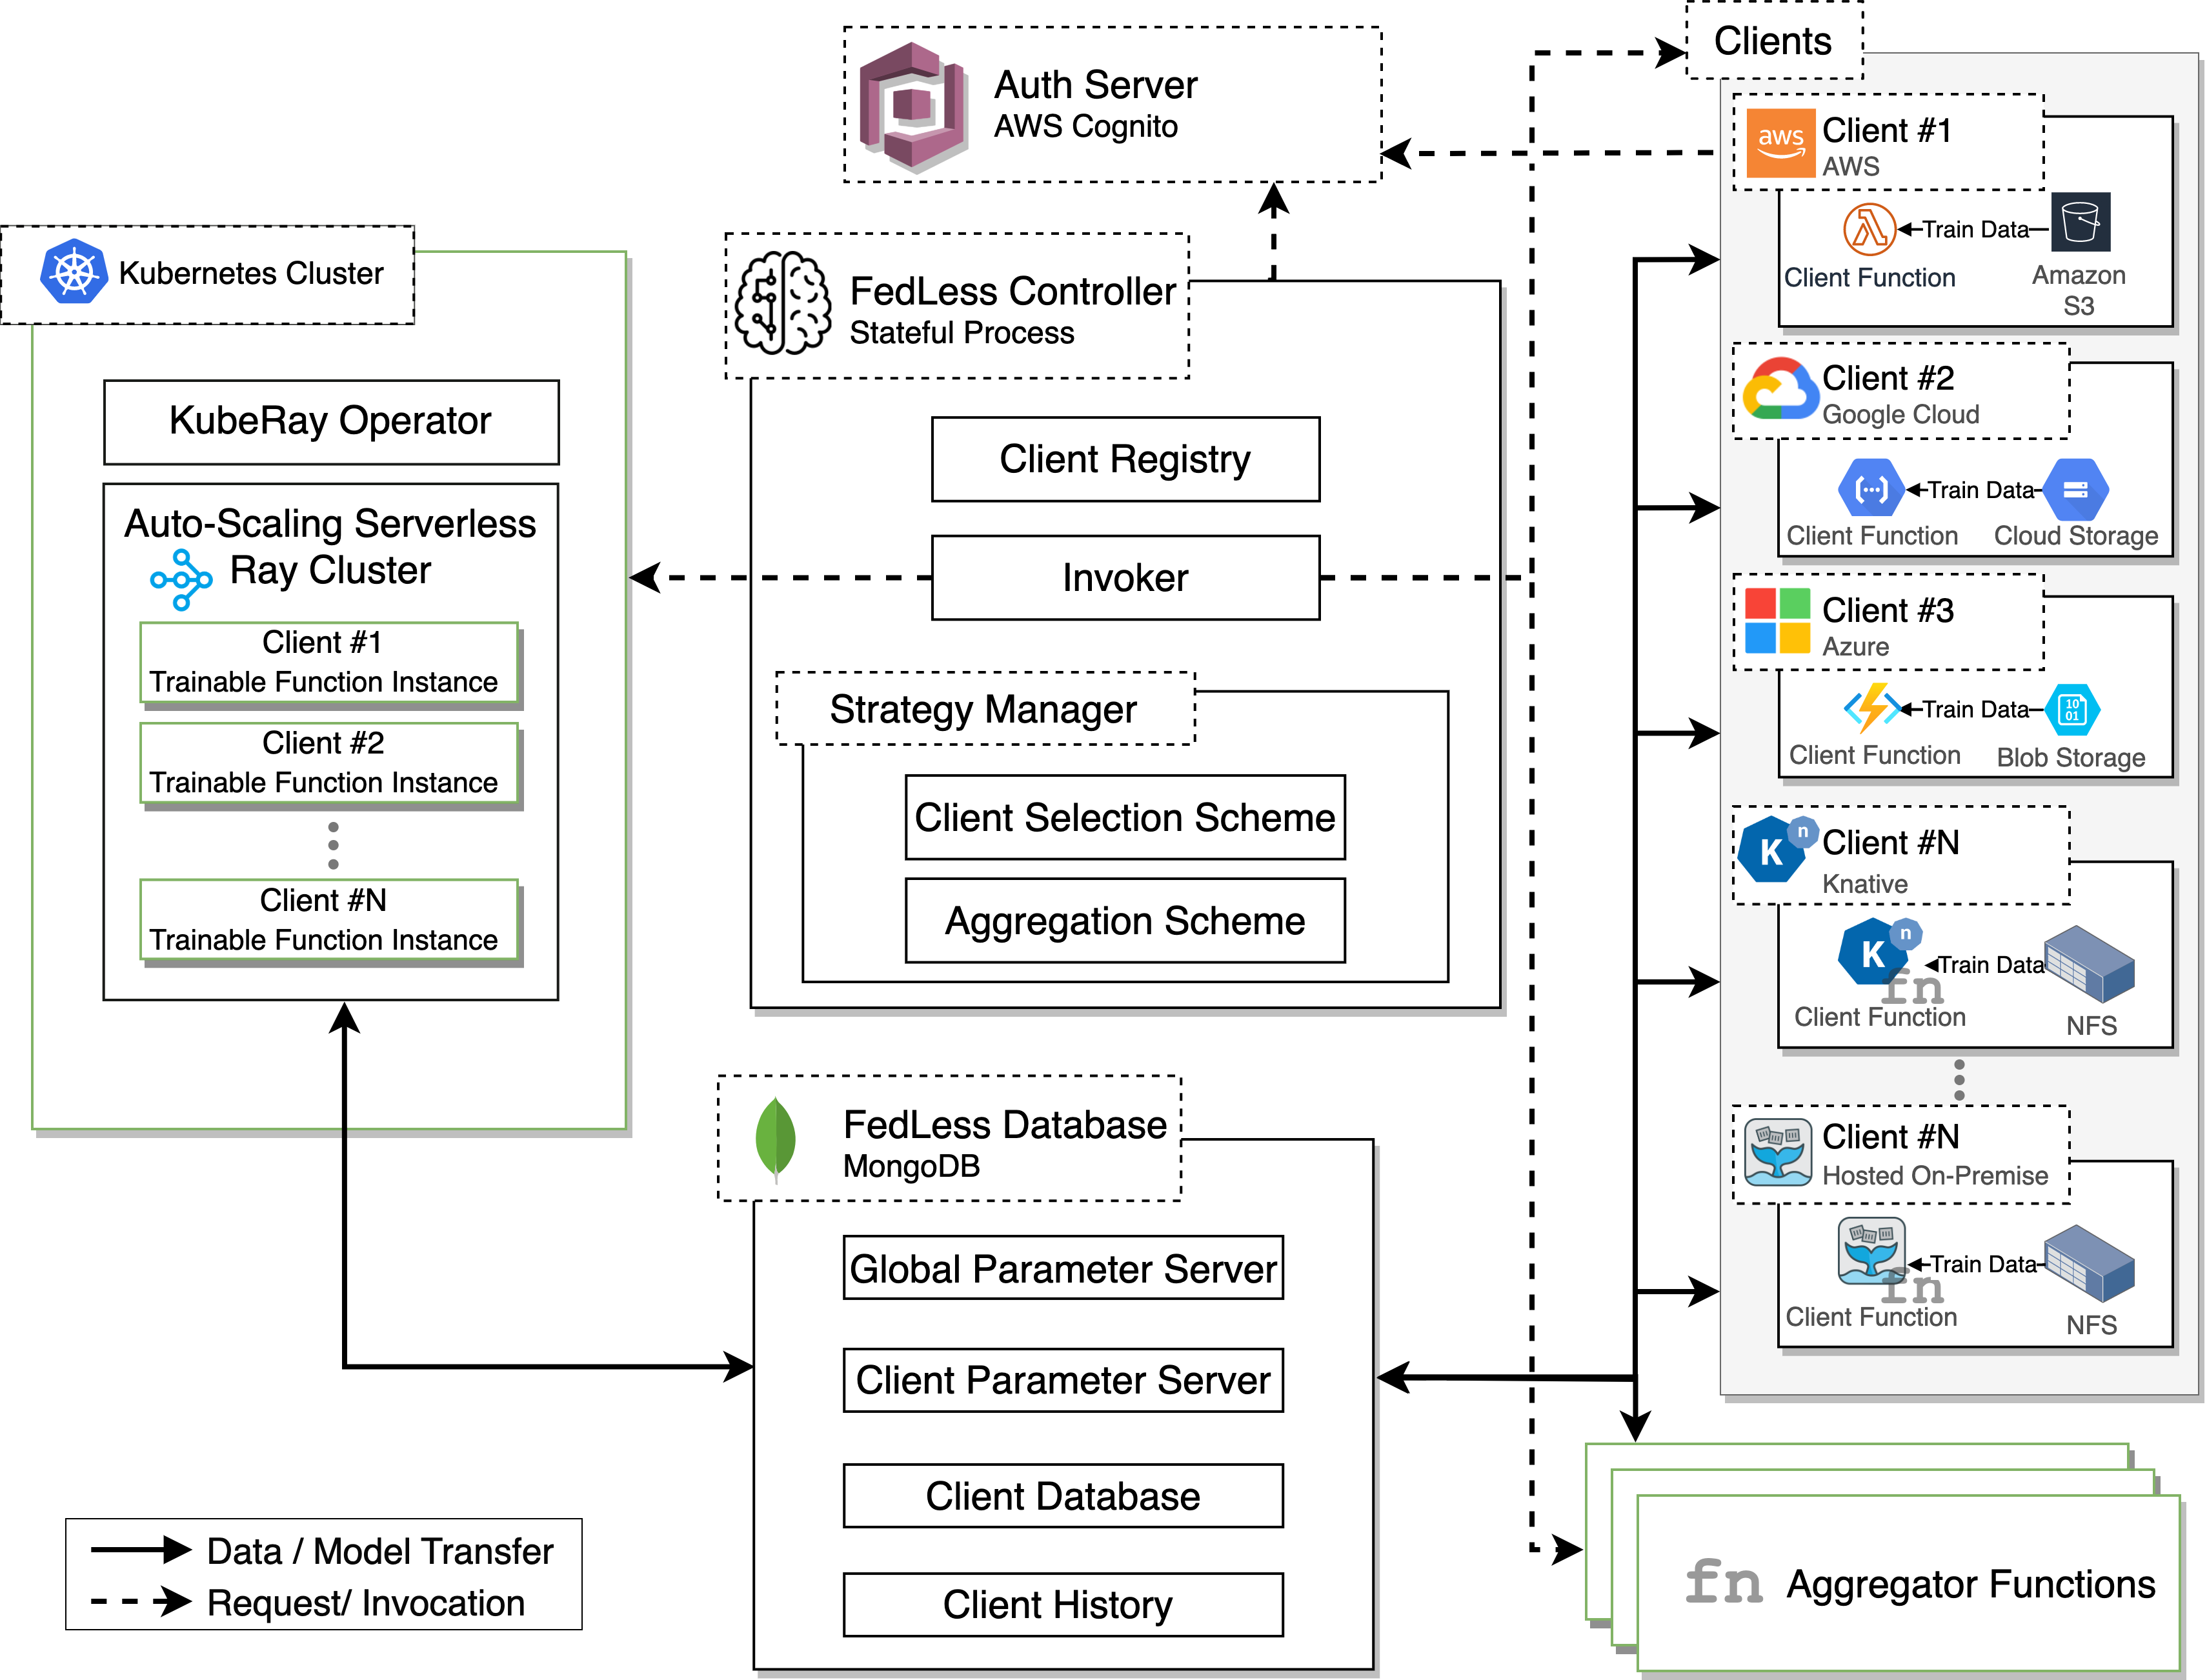 Auth Server
AWS Cognito
Kubernetes Cluster
KubeRay Operator
Auto-Scaling Serverless
Ray Cluster
Client #1
Trainable Function Instance
Client #2
Trainable Function Instance
Client #N
Trainable Function Instance
FedLess Controller
Stateful Process
Client Registry
Invoker
Strategy Manager
Client Selection Scheme
Aggregation Scheme
FedLess Database
MongoDB
Global Parameter Server
Client Parameter Server
Client Database
Client History
Clients
aws
Client #1
AWS
Train Data
Client Function
Amazon
S3
Client #2
Google Cloud
Train Data
Client Function
Cloud Storage
Client #3
Azure
Train Data
10
01
Client Function
Blob Storage
K
n
Client #N
Knative
K
n
fn
Train Data
Client Function
NFS
Client #N
Hosted On-Premise
fn
Train Data
Client Function
NFS
fn
Aggregator Functions
Data / Model Transfer
Request/ Invocation